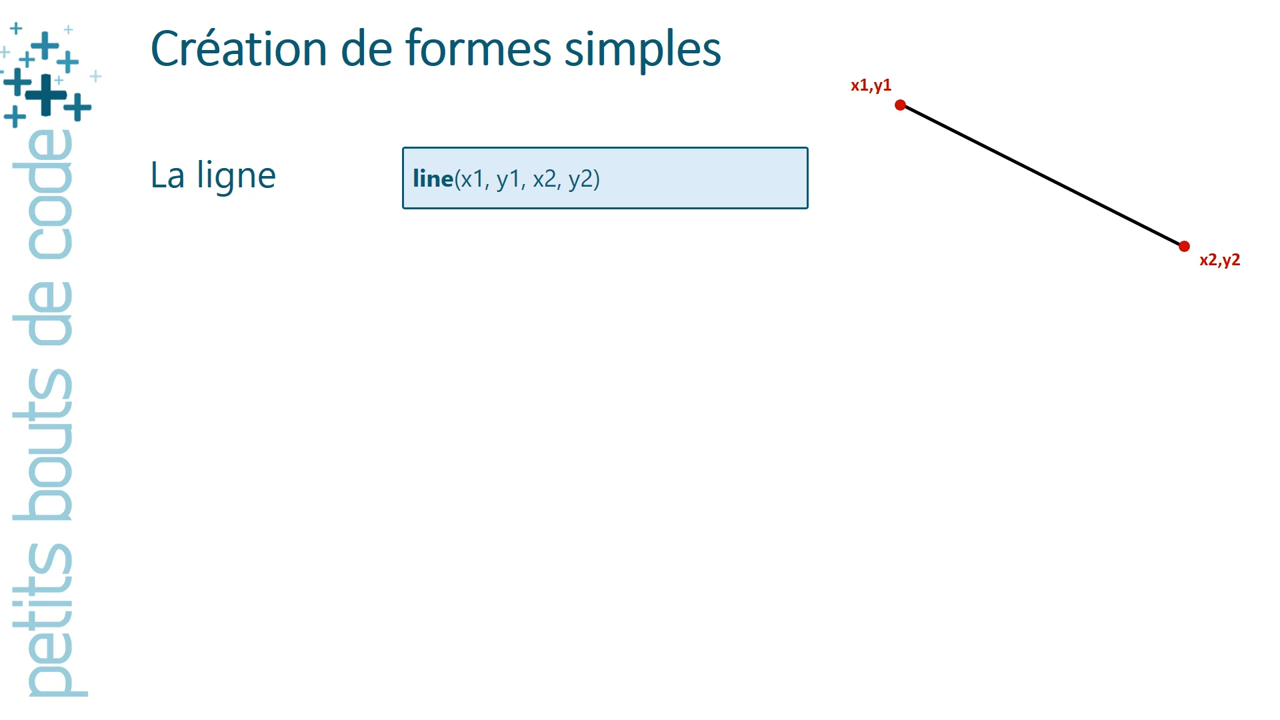 Création de formes simples
x1,y1
La ligne
line(x1, y1, x2, y2)
x2,y2
petits bouts de code